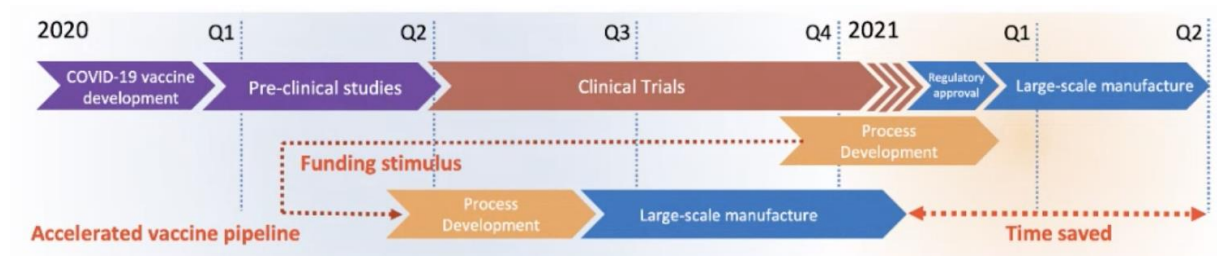 2020 Q1 Q2 Q3 Q4 2021 Q1 Q2
COVID-19 vaccine
development
Pre-clinical studies
Clinical Trials
Regulatory
approval
Large-scale manufacture
Process
Development
Funding stimulus
Process
Development
Large-scale manufacture
Accelerated vaccine pipeline
Time saved